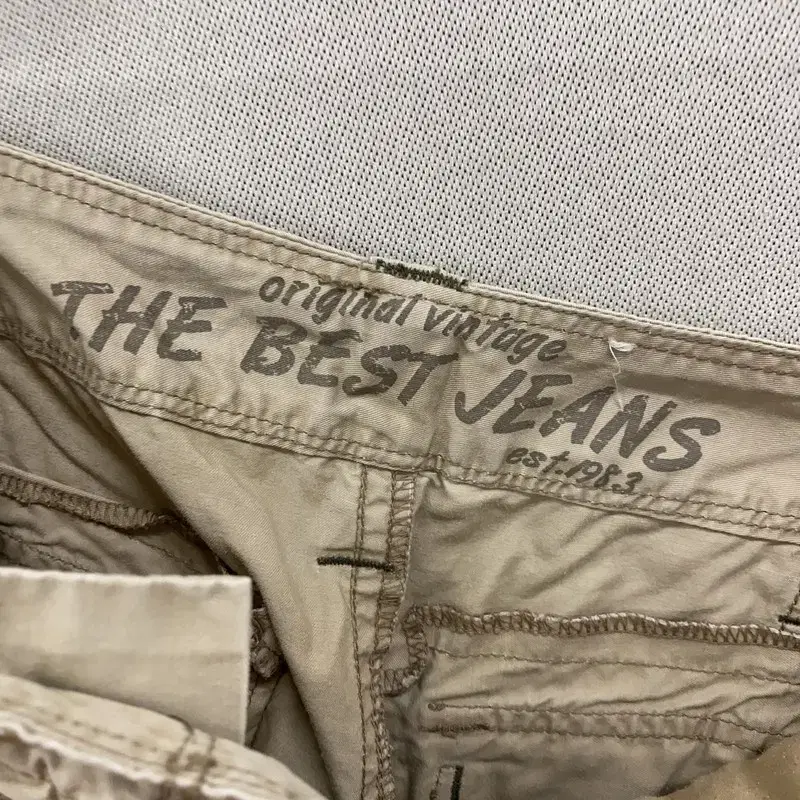 original vintage
THE BEST JEANS
est.1983